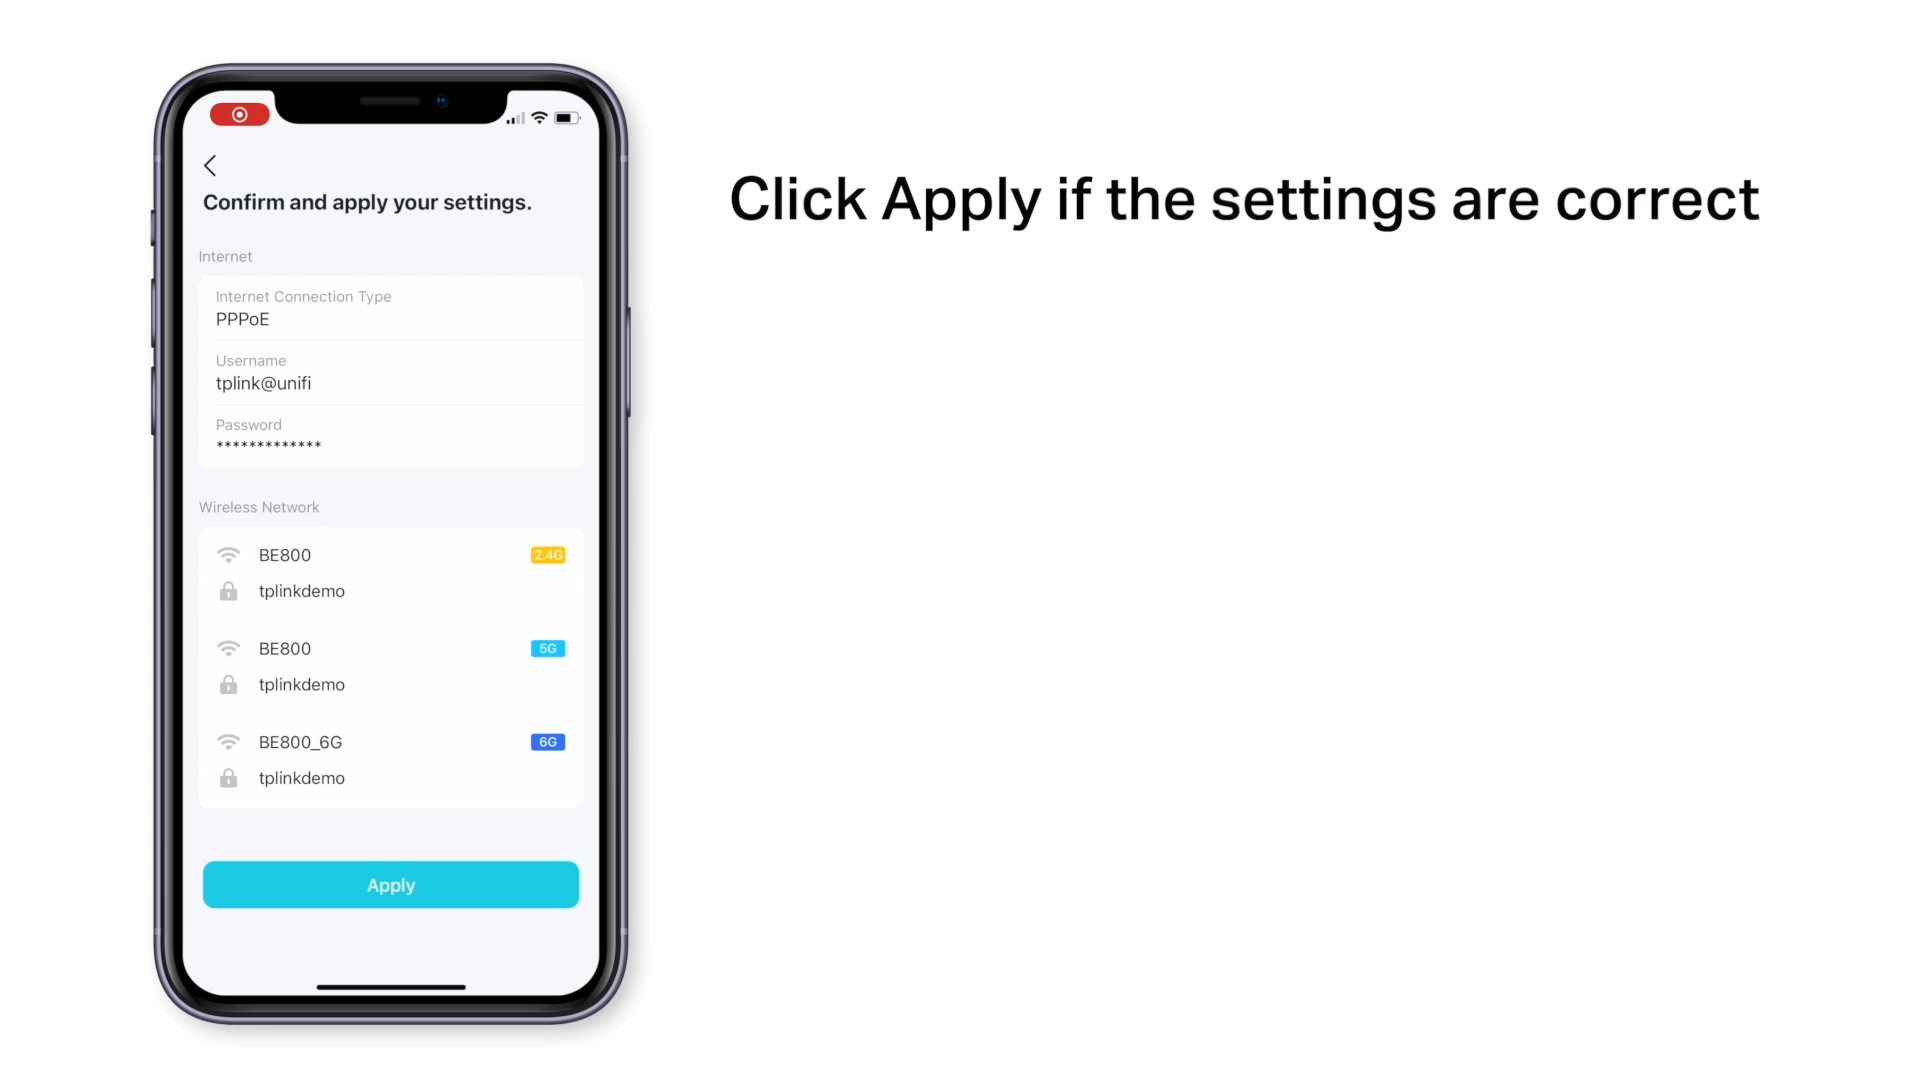 Confirm and apply your settings.
Internet
Internet Connection Type
PPPoE
Username
tplink@unifi
Password
*************
Wireless Network
BE800 2.4G
tplinkdemo
BE800 5G
tplinkdemo
BE800_6G 6G
tplinkdemo
Apply
Click Apply if the settings are correct